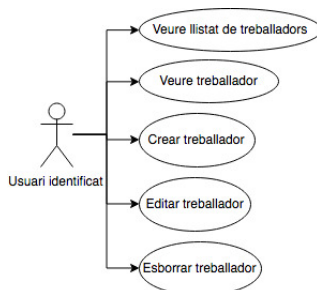 Veure llistat de treballadors
Veure treballador
Crear treballador
Usuari identificat
Editar treballador
Esborrar treballador